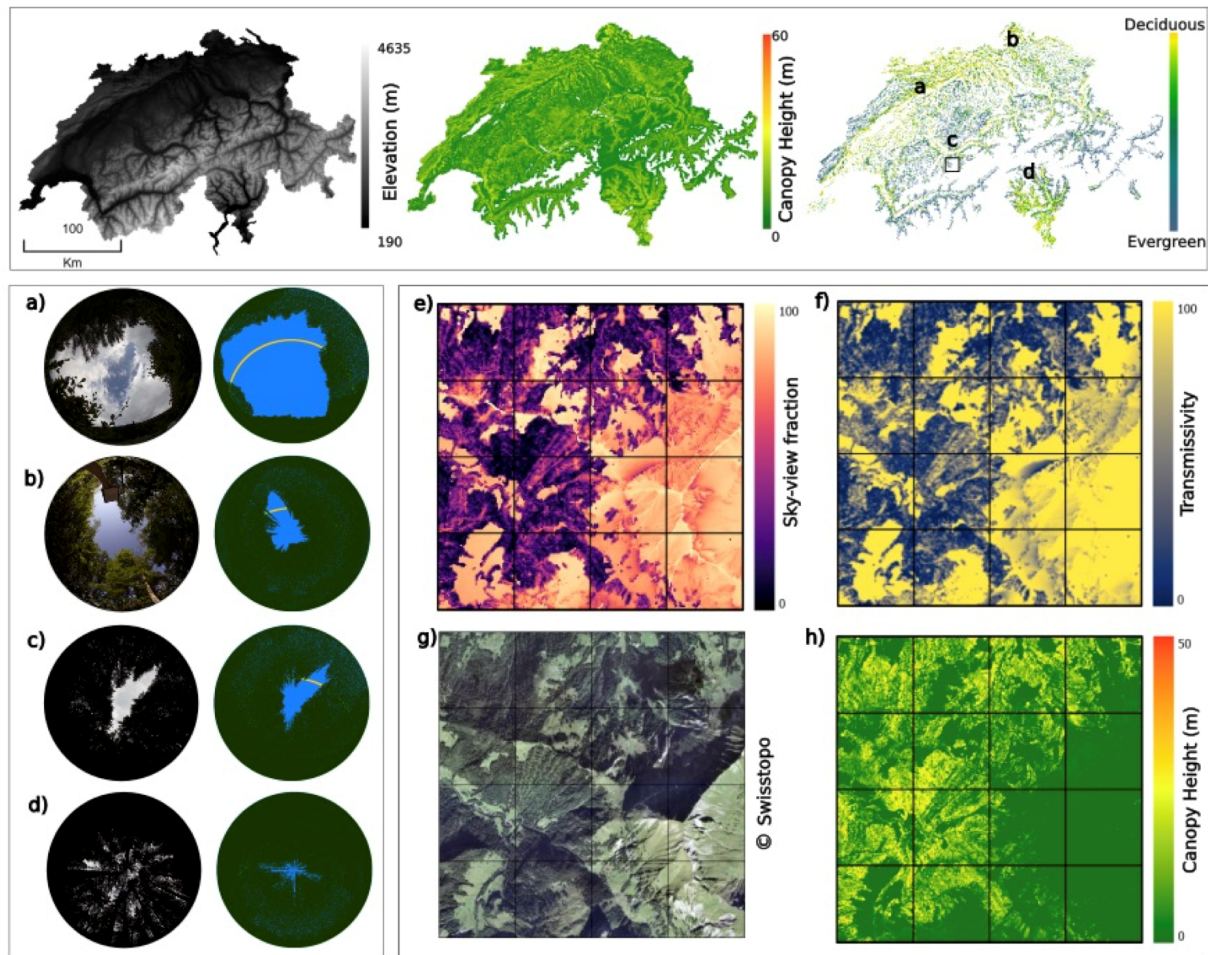 4635
Elevation (m)
190
100
Km
60
Canopy Height (m)
0
Deciduous
Evergreen
a
b
c
d
a)
b)
c)
d)
e)
100
Sky-view fraction
0
f)
100
Transmissivity
0
g)
© Swisstopo
h)
50
Canopy Height (m)
0